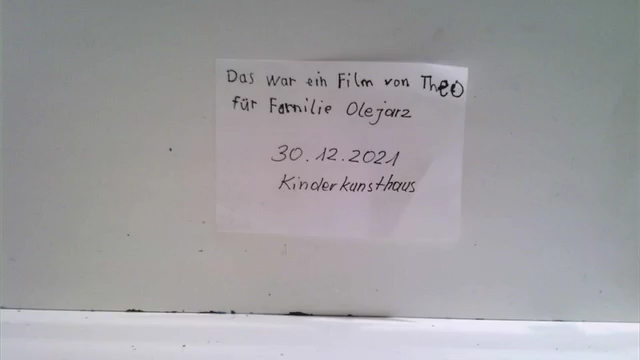 Das war ein Film von Theo
für Familie Olejarz
30.12.2021
Kinderkunsthaus